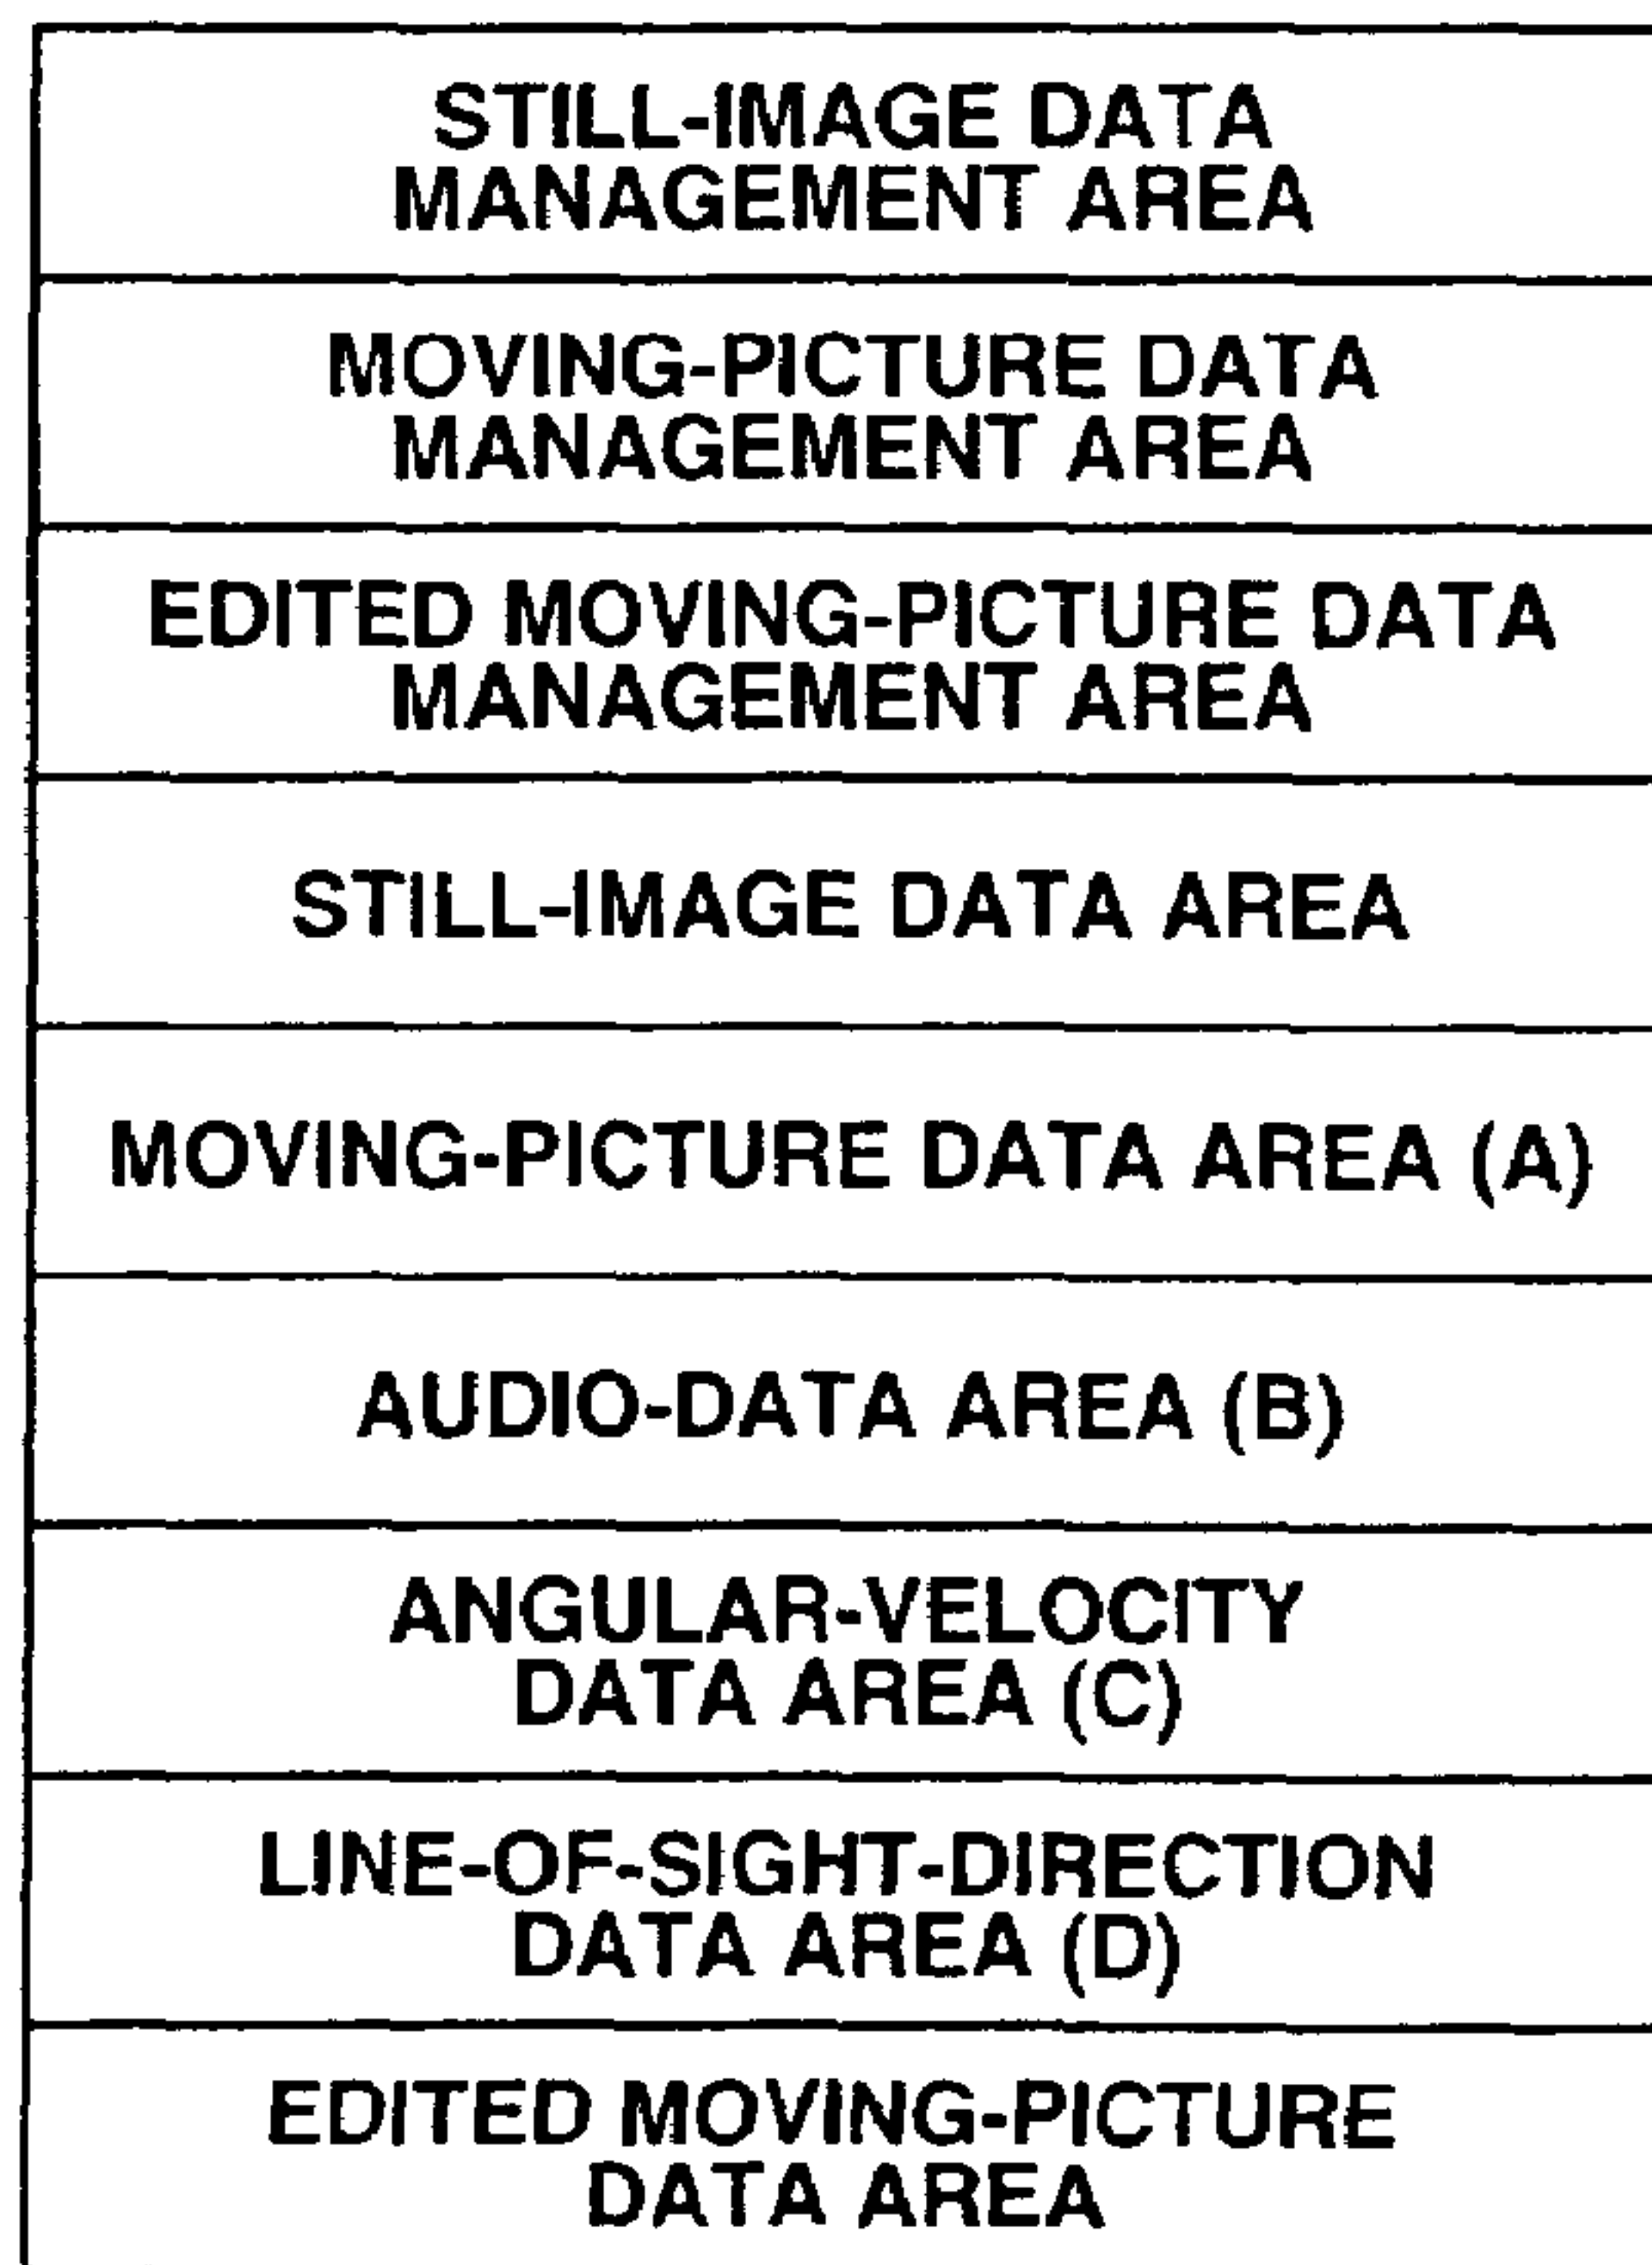 STILL-IMAGE DATA
MANAGEMENT AREA
MOVING-PICTURE DATA
MANAGEMENT AREA
EDITED MOVING-PICTURE DATA
MANAGEMENT AREA
STILL-IMAGE DATA AREA
MOVING-PICTURE DATA AREA (A)
AUDIO-DATA AREA (B)
ANGULAR-VELOCITY
DATA AREA (C)
LINE-OF-SIGHT-DIRECTION
DATA AREA (D)
EDITED MOVING-PICTURE
DATA AREA